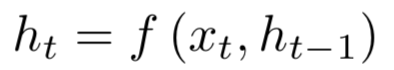 h_t = f (x_t, h_{t-1})